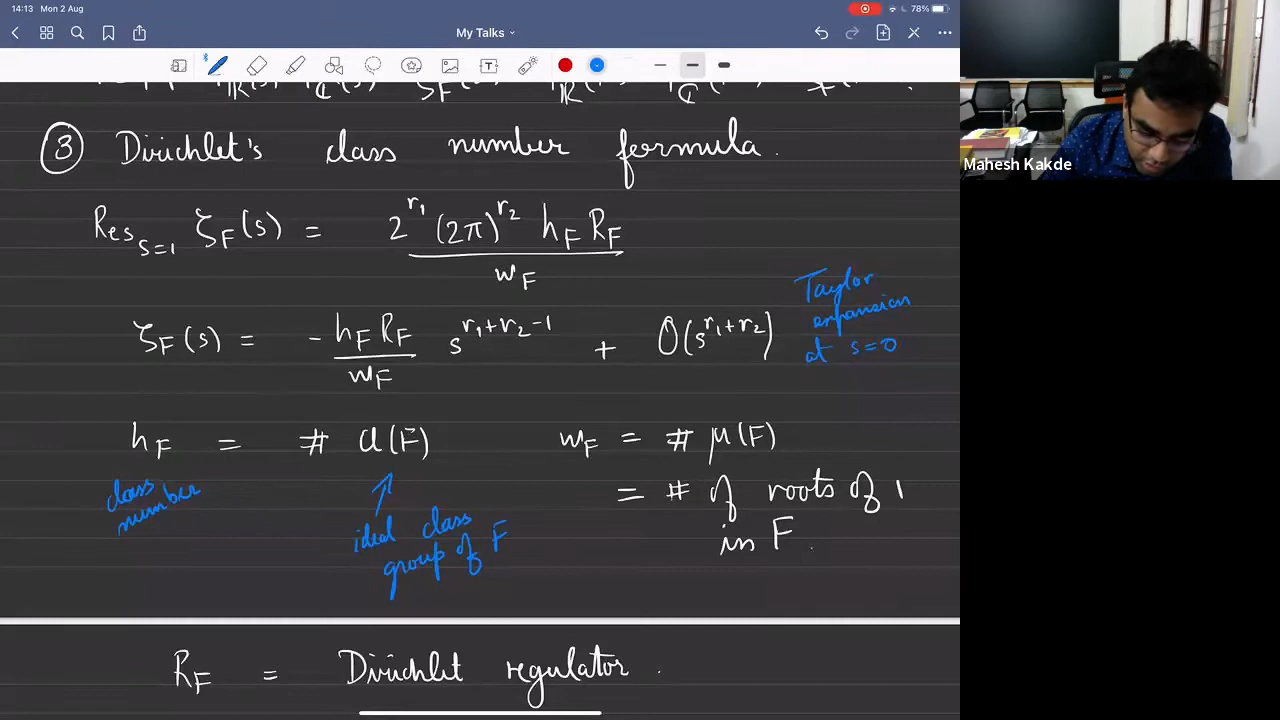 14:13 Mon 2 Aug
78%
My Talks
③ Dirichlet's class number formula.
Res_{s=1} ζ_F(s) = 2^{r_1} (2π)^{r_2} h_F R_F / w_F
ζ_F(s) = - h_F R_F / w_F s^{r_1+r_2-1} + O(s^{r_1+r_2})
Taylor
expansion
at s=0
h_F = # Cl(F)
class
number
ideal class
group of F
w_F = # μ(F)
= # of roots of 1
in F.
R_F = Dirichlet regulator.
Mahesh Kakde